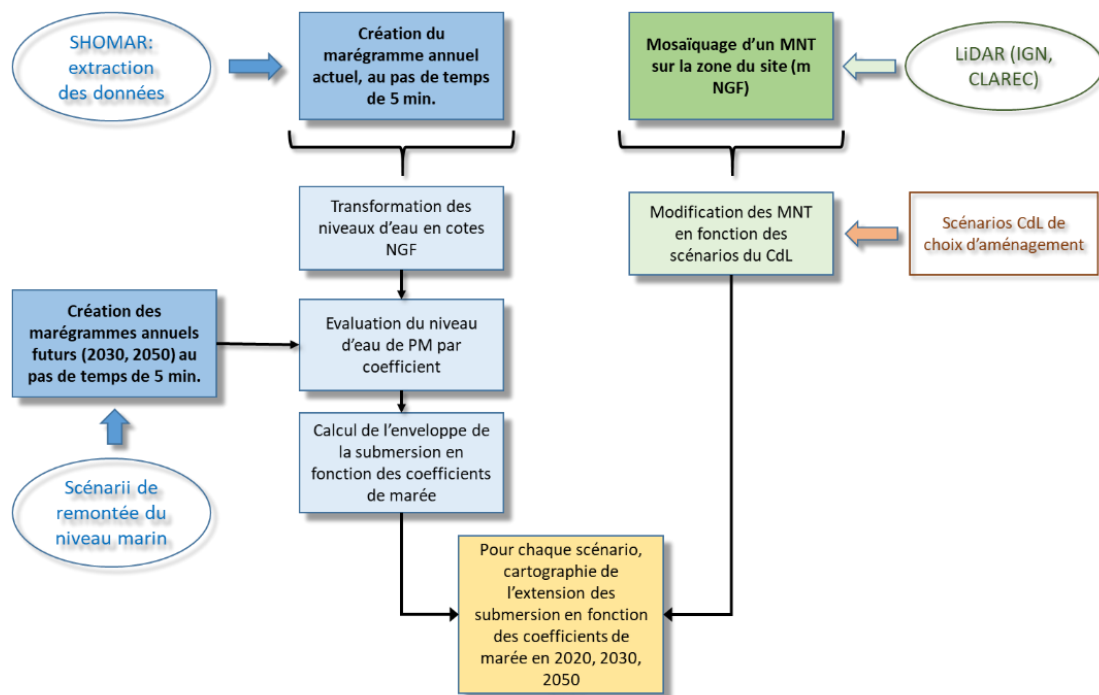 SHOMAR:
extraction
des données
Création du
marégramme annuel
actuel, au pas de temps
de 5 min.
Mosaïquage d'un MNT
sur la zone du site (m
NGF)
LiDAR (IGN,
CLAREC)
Transformation des
niveaux d'eau en cotes
NGF
Modification des MNT
en fonction des
scénarios du CdL
Scénarios CdL de
choix d'aménagement
Création des
marégrammes annuels
futurs (2030, 2050) au
pas de temps de 5 min.
Evaluation du niveau
d'eau de PM par
coefficient
Calcul de l'enveloppe de
la submersion en
fonction des coefficients
de marée
Scénarii de
remontée du
niveau marin
Pour chaque scénario,
cartographie de
l'extension des
submersion en fonction
des coefficients de
marée en 2020, 2030,
2050